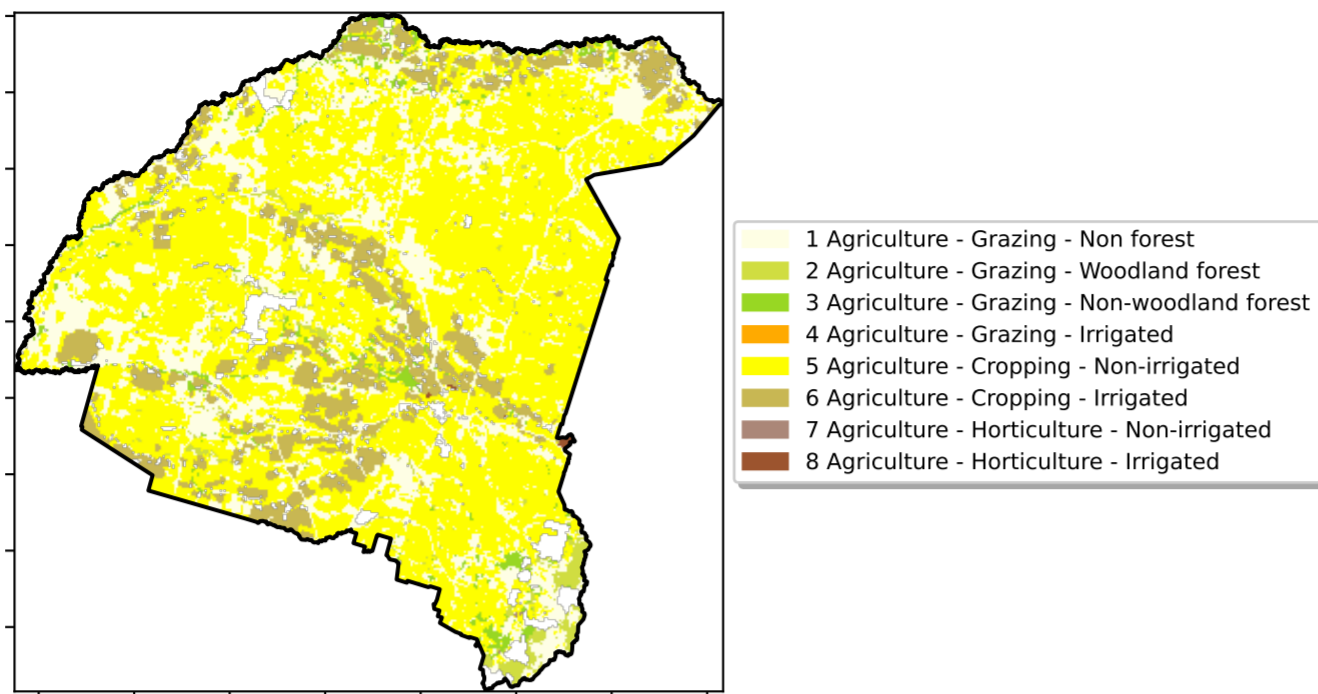 1 Agriculture - Grazing - Non forest
2 Agriculture - Grazing - Woodland forest
3 Agriculture - Grazing - Non-woodland forest
4 Agriculture - Grazing - Irrigated
5 Agriculture - Cropping - Non-irrigated
6 Agriculture - Cropping - Irrigated
7 Agriculture - Horticulture - Non-irrigated
8 Agriculture - Horticulture - Irrigated